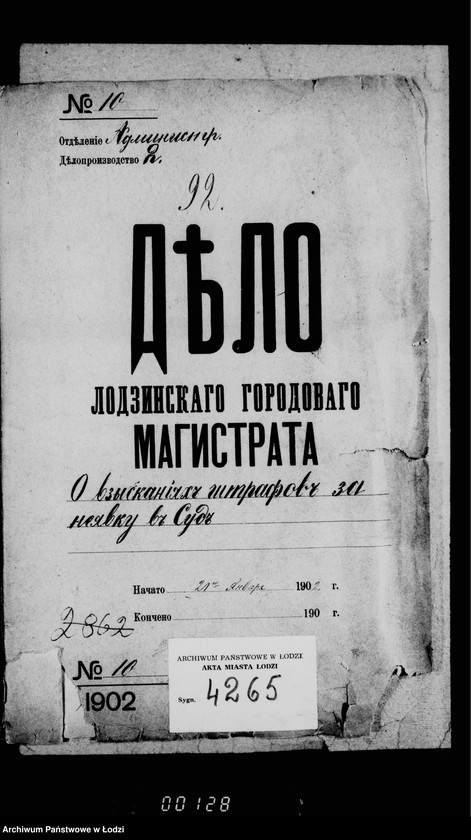 № 10
Отдѣленіе Администр.
Дѣлопроизводство 2.
92.
Дѣло
ЛОДЗИНСКАГО ГОРОДОВАГО
МАГИСТРАТА
О взысканіяхъ штрафовъ за
неявку въ Судъ
Начато 21го Января 1902 г.
Кончено 190 г.
2862
№ 10
1902
ARCHIWUM PAŃSTWOWE W ŁODZI
AKTA MIASTA ŁODZI
Sygn. 4265
00128
Archiwum Państwowe w Łodzi